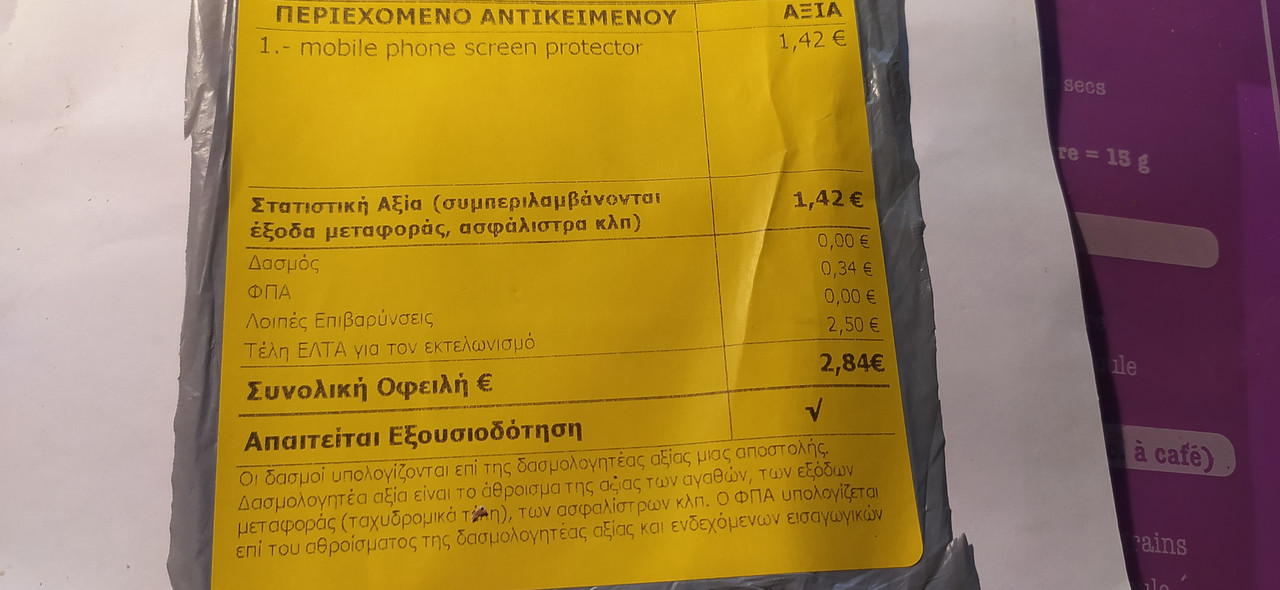 ΠΕΡΙΕΧΟΜΕΝΟ ΑΝΤΙΚΕΙΜΕΝΟΥ ΑΞΙΑ
1.- mobile phone screen protector 1,42 €
Στατιστική Αξία (συμπεριλαμβάνονται
έξοδα μεταφοράς, ασφάλιστρα κλπ) 1,42 €
Δασμός 0,00 €
ΦΠΑ 0,34 €
Λοιπές Επιβαρύνσεις 0,00 €
Τέλη ΕΛΤΑ για τον εκτελωνισμό 2,50 €
Συνολική Οφειλή € 2,84€
Απαιτείται Εξουσιοδότηση √
Οι δασμοί υπολογίζονται επί της δασμολογητέας αξίας μιας αποστολής.
Δασμολογητέα αξία είναι το άθροισμα της αξίας των αγαθών, των εξόδων
μεταφοράς (ταχυδρομικά τέλη), των ασφαλίστρων κλπ. Ο ΦΠΑ υπολογίζεται
επί του αθροίσματος της δασμολογητέας αξίας και ενδεχόμενων εισαγωγικών
secs
re = 15 g
à café)